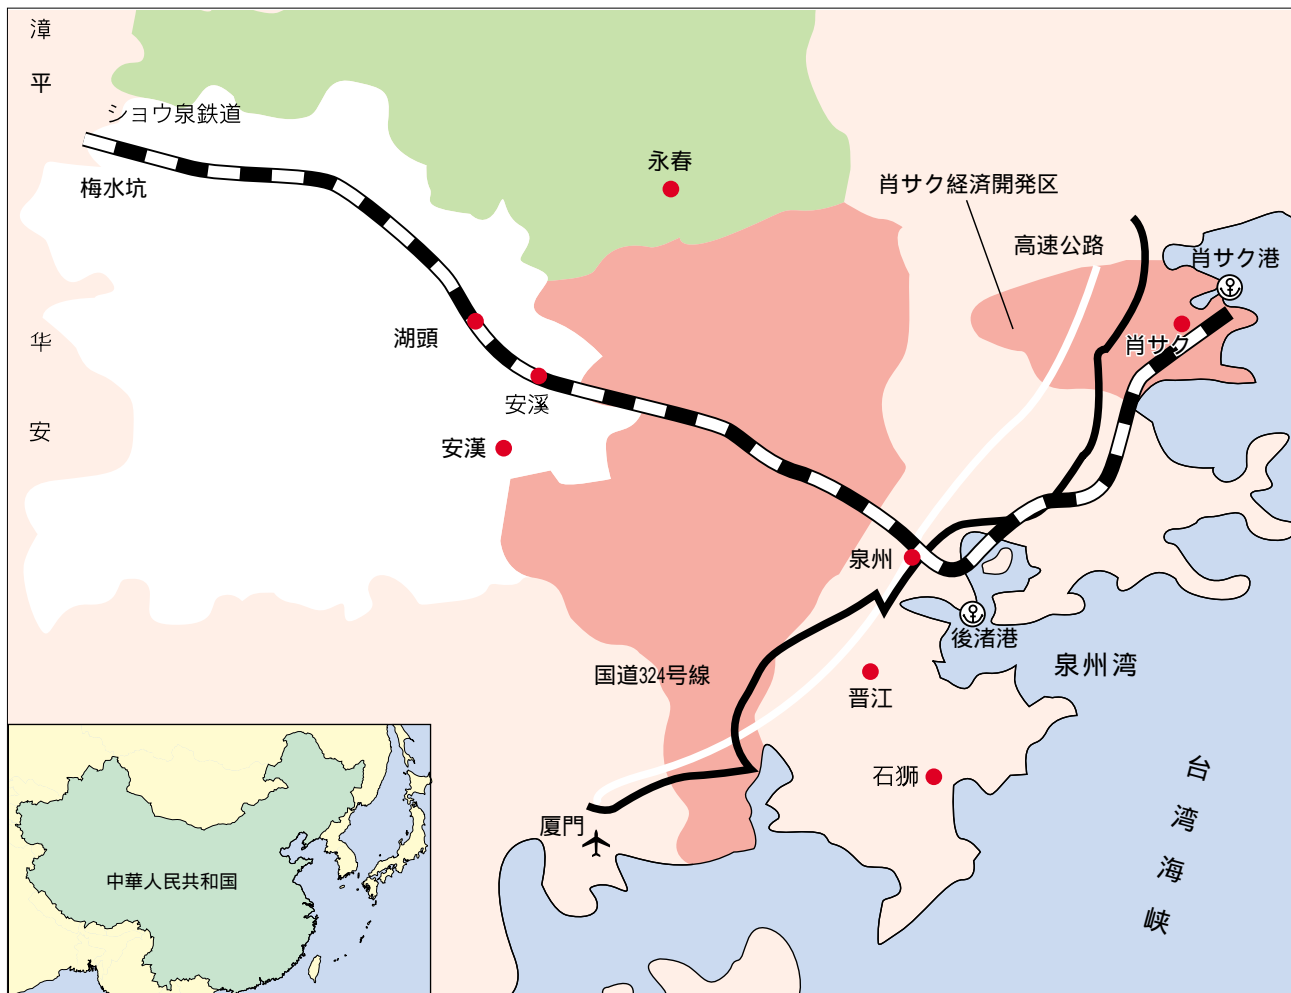 漳平
ショウ泉鉄道
梅水坑
永春
肖サク経済開発区
高速公路
肖サク港
肖サク
湖頭
华安
安溪
安漢
泉州
後渚港
泉州湾
国道324号線
晋江
石狮
台湾海峡
厦門
中華人民共和国